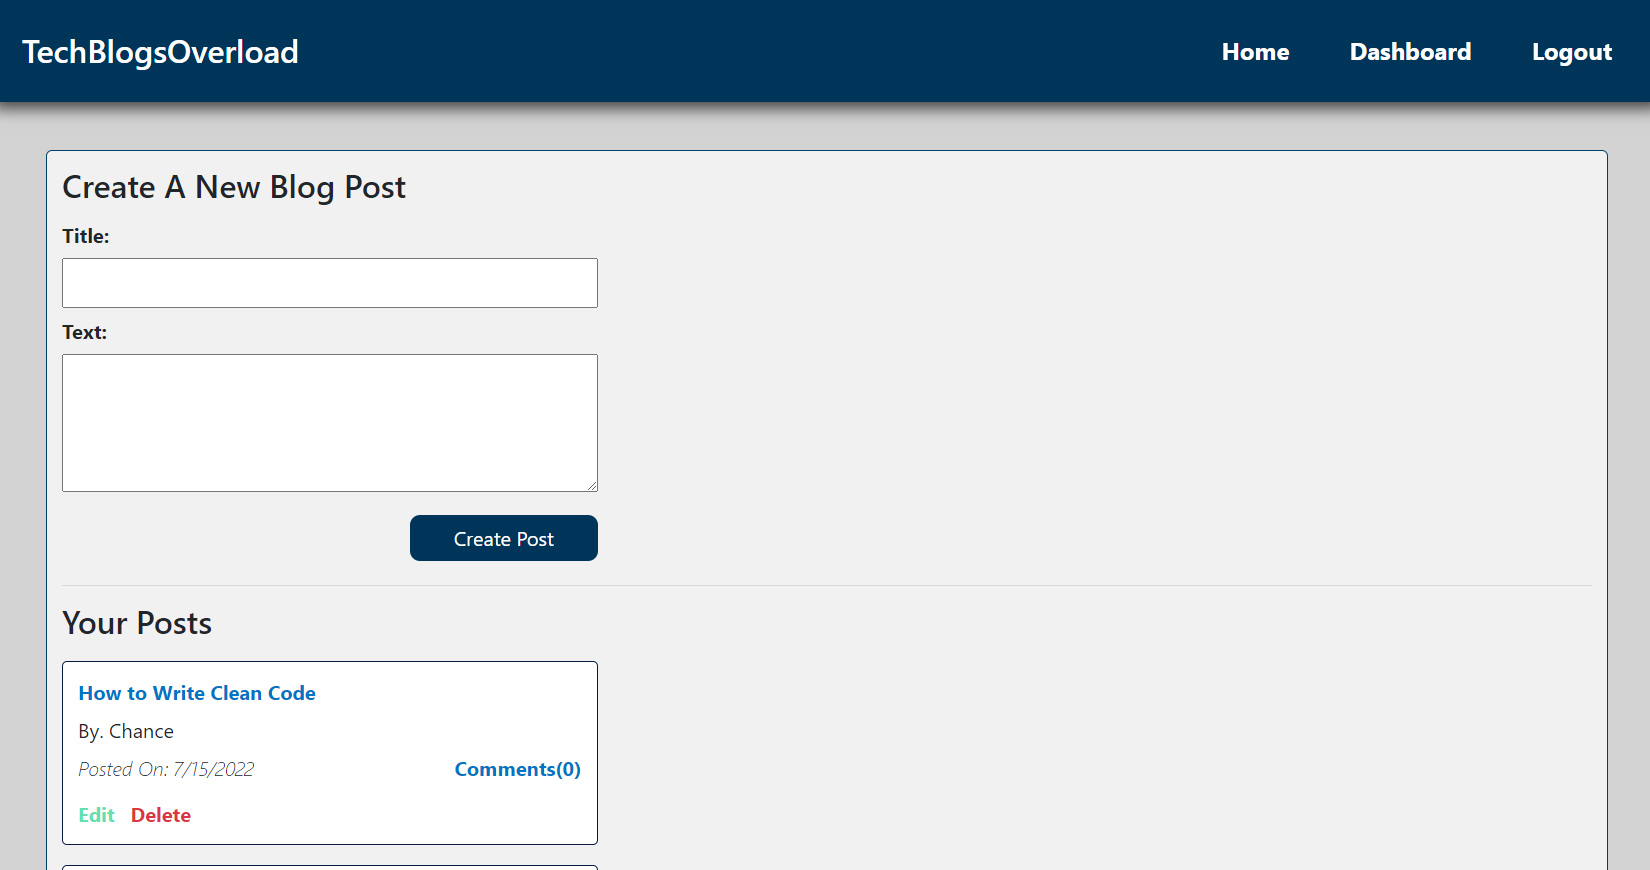 TechBlogsOverload
Home Dashboard Logout
Create A New Blog Post
Title:
Text:
Create Post
Your Posts
How to Write Clean Code
By. Chance
Posted On: 7/15/2022 Comments(0)
Edit Delete